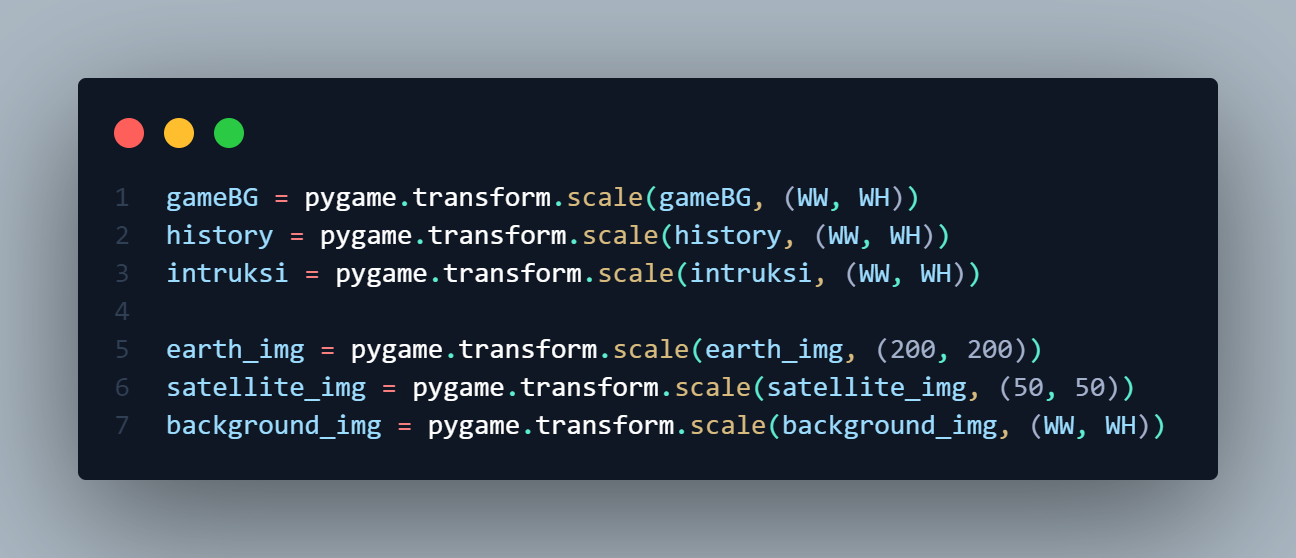 1 gameBG = pygame.transform.scale(gameBG, (WW, WH))
2 history = pygame.transform.scale(history, (WW, WH))
3 intruksi = pygame.transform.scale(intruksi, (WW, WH))
4
5 earth_img = pygame.transform.scale(earth_img, (200, 200))
6 satellite_img = pygame.transform.scale(satellite_img, (50, 50))
7 background_img = pygame.transform.scale(background_img, (WW, WH))